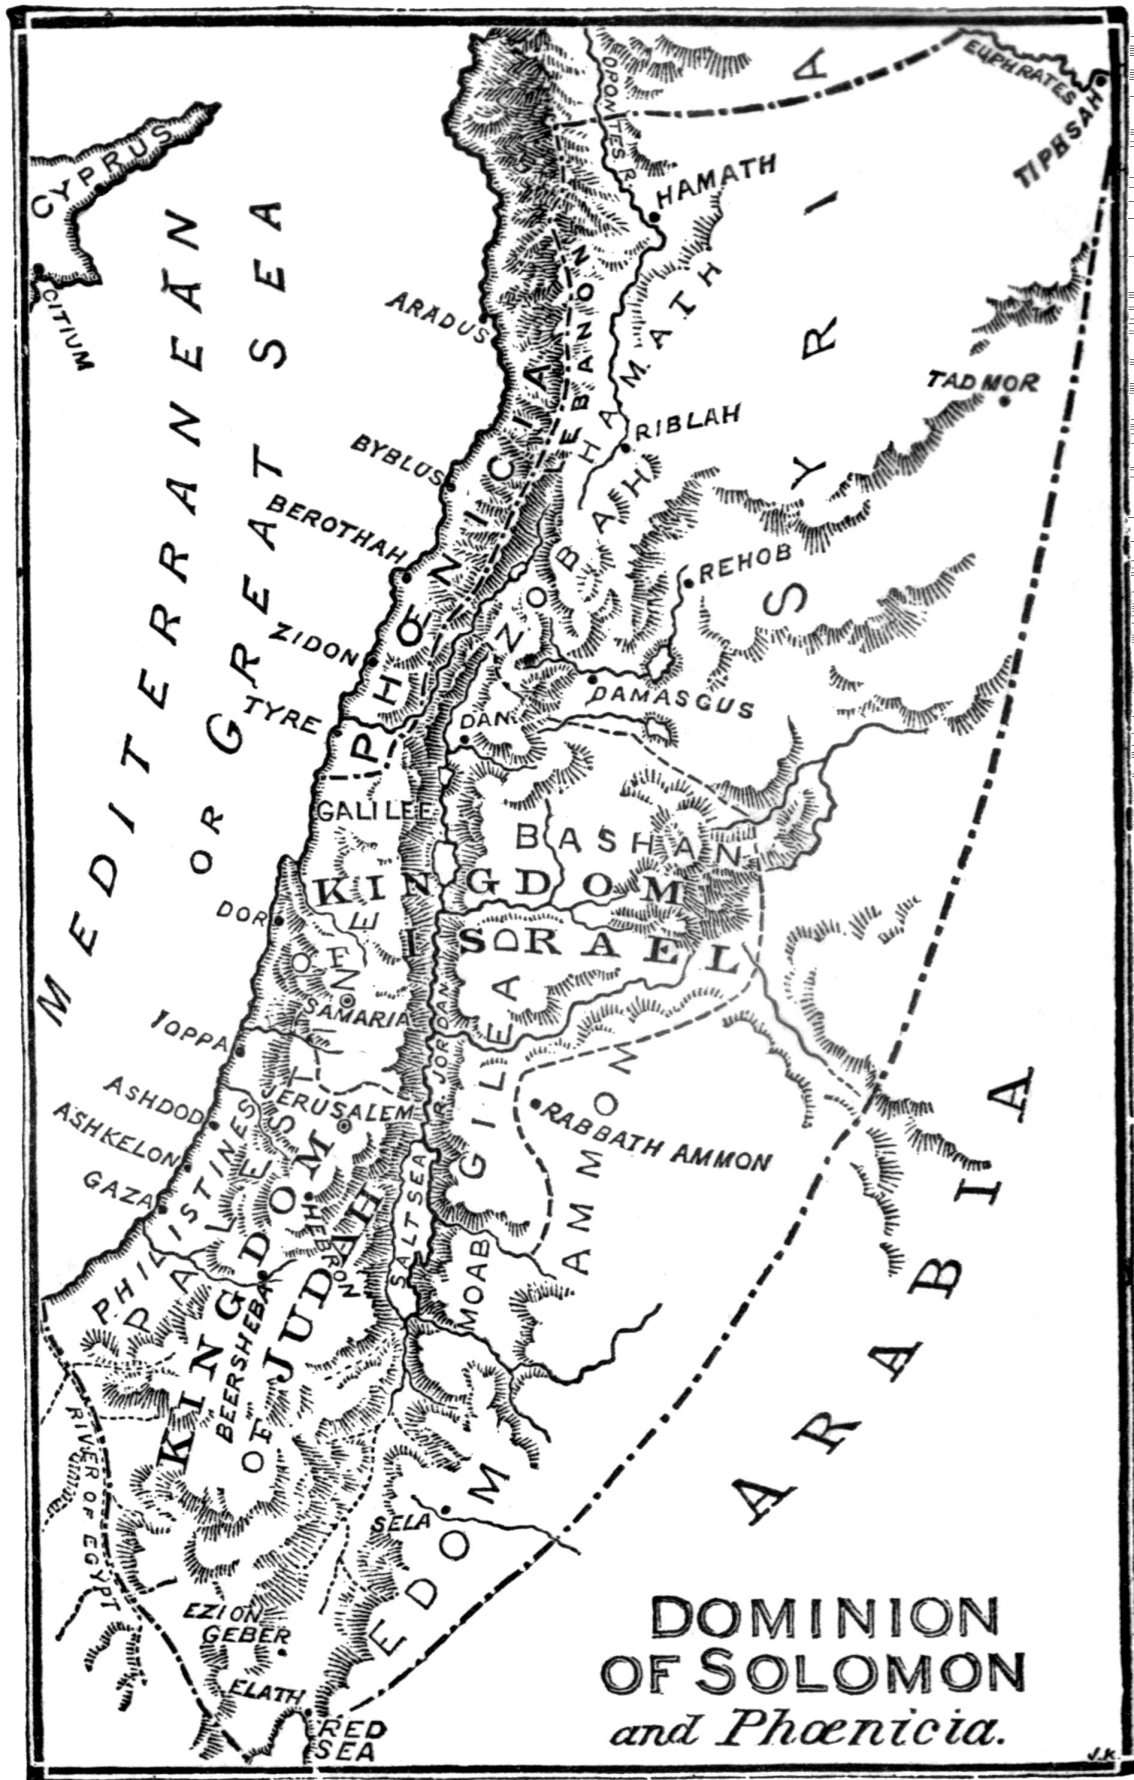 EUPHRATES
TIPHSAH
ORONTES R.
CYPRUS
CITIUM
HAMATH
MEDITERRANEAN
OR GREAT SEA
ARADUS
LEBANON
HAMATH
SYRIA
TADMOR
RIBLAH
BYBLUS
BEROTHAH
PHŒNICIA
ZOBAH
REHOB
ZIDON
DAMASCUS
TYRE
DAN
GALILEE
BASHAN
KINGDOM
OF ISRAEL
DOR
SAMARIA
JOPPA
R. JORDAN
GILEAD
AMMON
RABBATH AMMON
JERUSALEM
ASHDOD
ASHKELON
GAZA
PHILISTINES
PALESTINE
HEBRON
SALT SEA
MOAB
KINGDOM
OF JUDAH
BEERSHEBA
ARABIA
RIVER OF EGYPT
SELA
EDOM
EZION
GEBER
ELATH
RED
SEA
DOMINION
OF SOLOMON
and Phœnicia.
J.K.